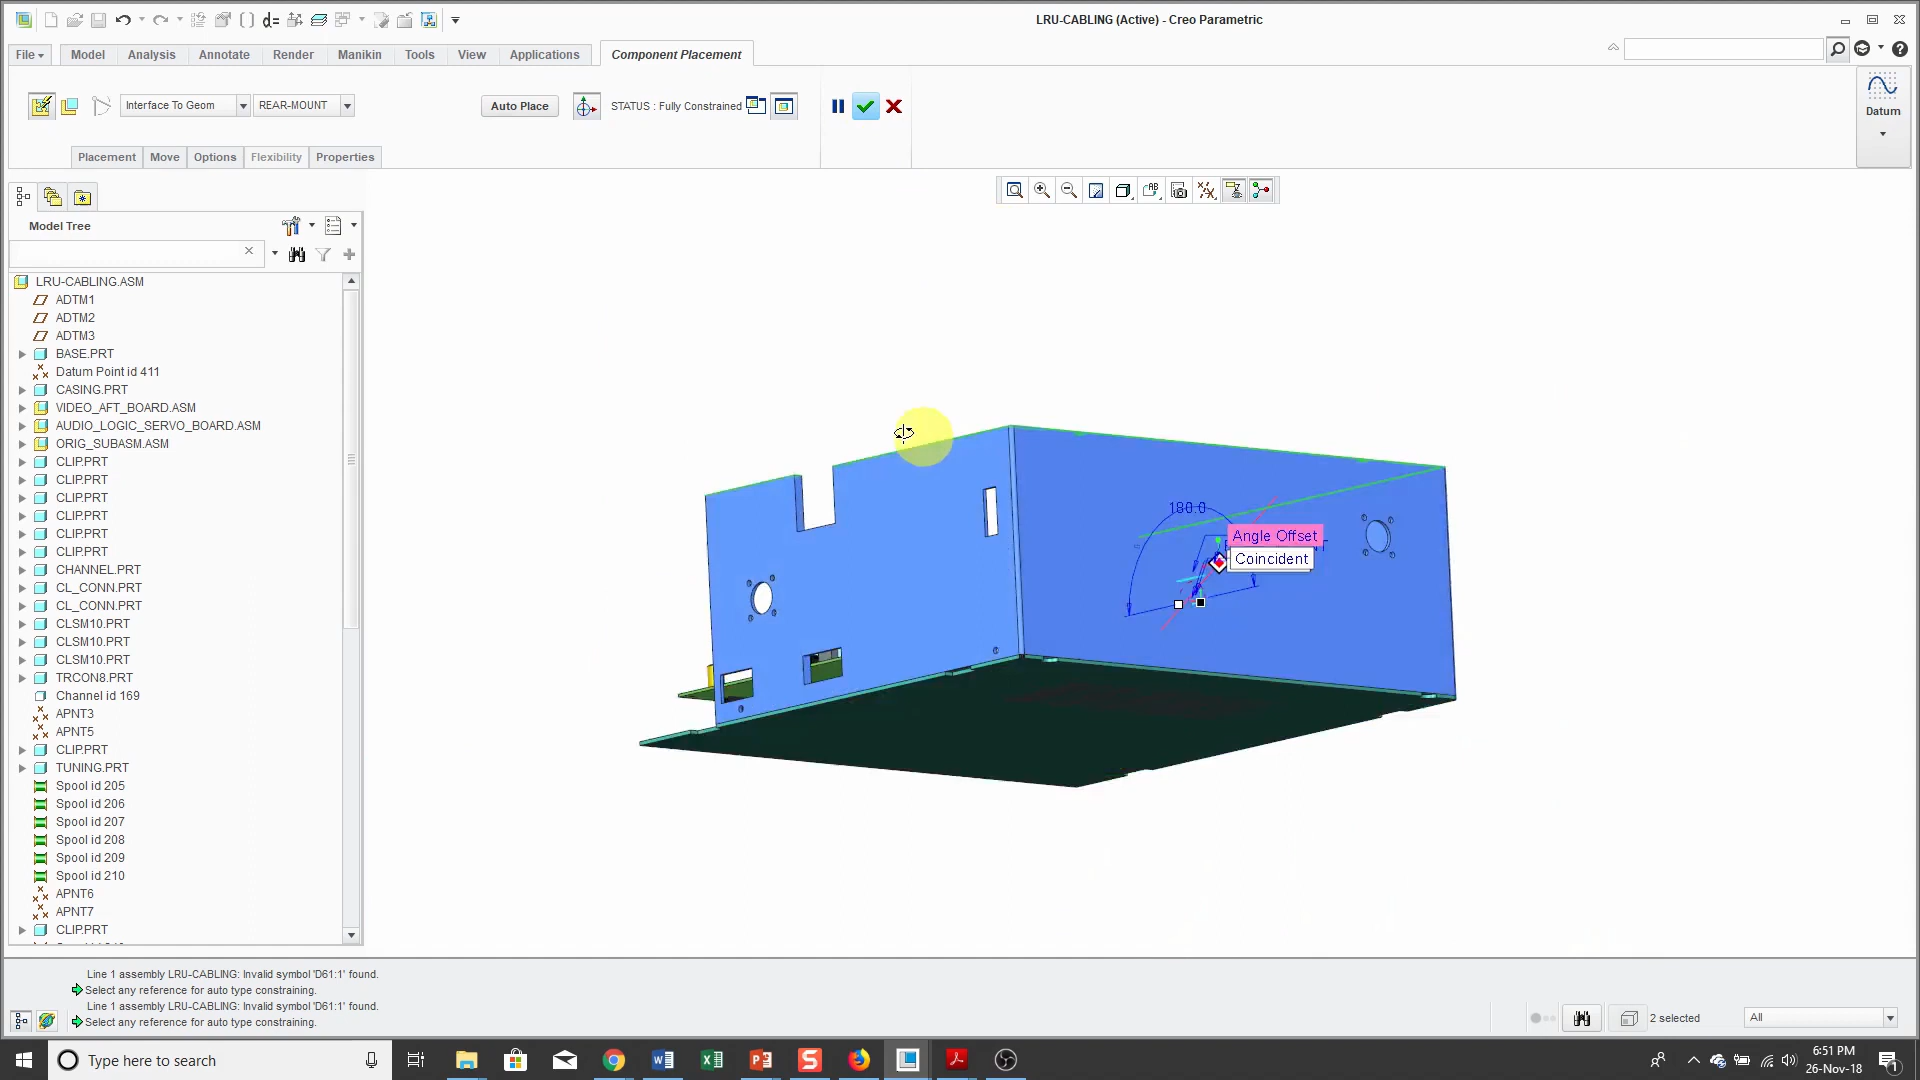 LRU-CABLING (Active) - Creo Parametric
File Model Analysis Annotate Render Manikin Tools View Applications Component Placement
Interface To Geom REAR-MOUNT Auto Place STATUS : Fully Constrained
Datum
Placement Move Options Flexibility Properties
Model Tree
LRU-CABLING.ASM
ADTM1
ADTM2
ADTM3
BASE.PRT
Datum Point id 411
CASING.PRT
VIDEO_AFT_BOARD.ASM
AUDIO_LOGIC_SERVO_BOARD.ASM
ORIG_SUBASM.ASM
CLIP.PRT
CLIP.PRT
CLIP.PRT
CLIP.PRT
CLIP.PRT
CLIP.PRT
CHANNEL.PRT
CL_CONN.PRT
CL_CONN.PRT
CLSM10.PRT
CLSM10.PRT
CLSM10.PRT
TRCON8.PRT
Channel id 169
APNT3
APNT5
CLIP.PRT
TUNING.PRT
Spool id 205
Spool id 206
Spool id 207
Spool id 208
Spool id 209
Spool id 210
APNT6
APNT7
CLIP.PRT
180.0
Angle Offset
Coincident
Line 1 assembly LRU-CABLING: Invalid symbol 'D61:1' found.
Select any reference for auto type constraining.
Line 1 assembly LRU-CABLING: Invalid symbol 'D61:1' found.
Select any reference for auto type constraining.
2 selected
All
Type here to search
6:51 PM
26-Nov-18